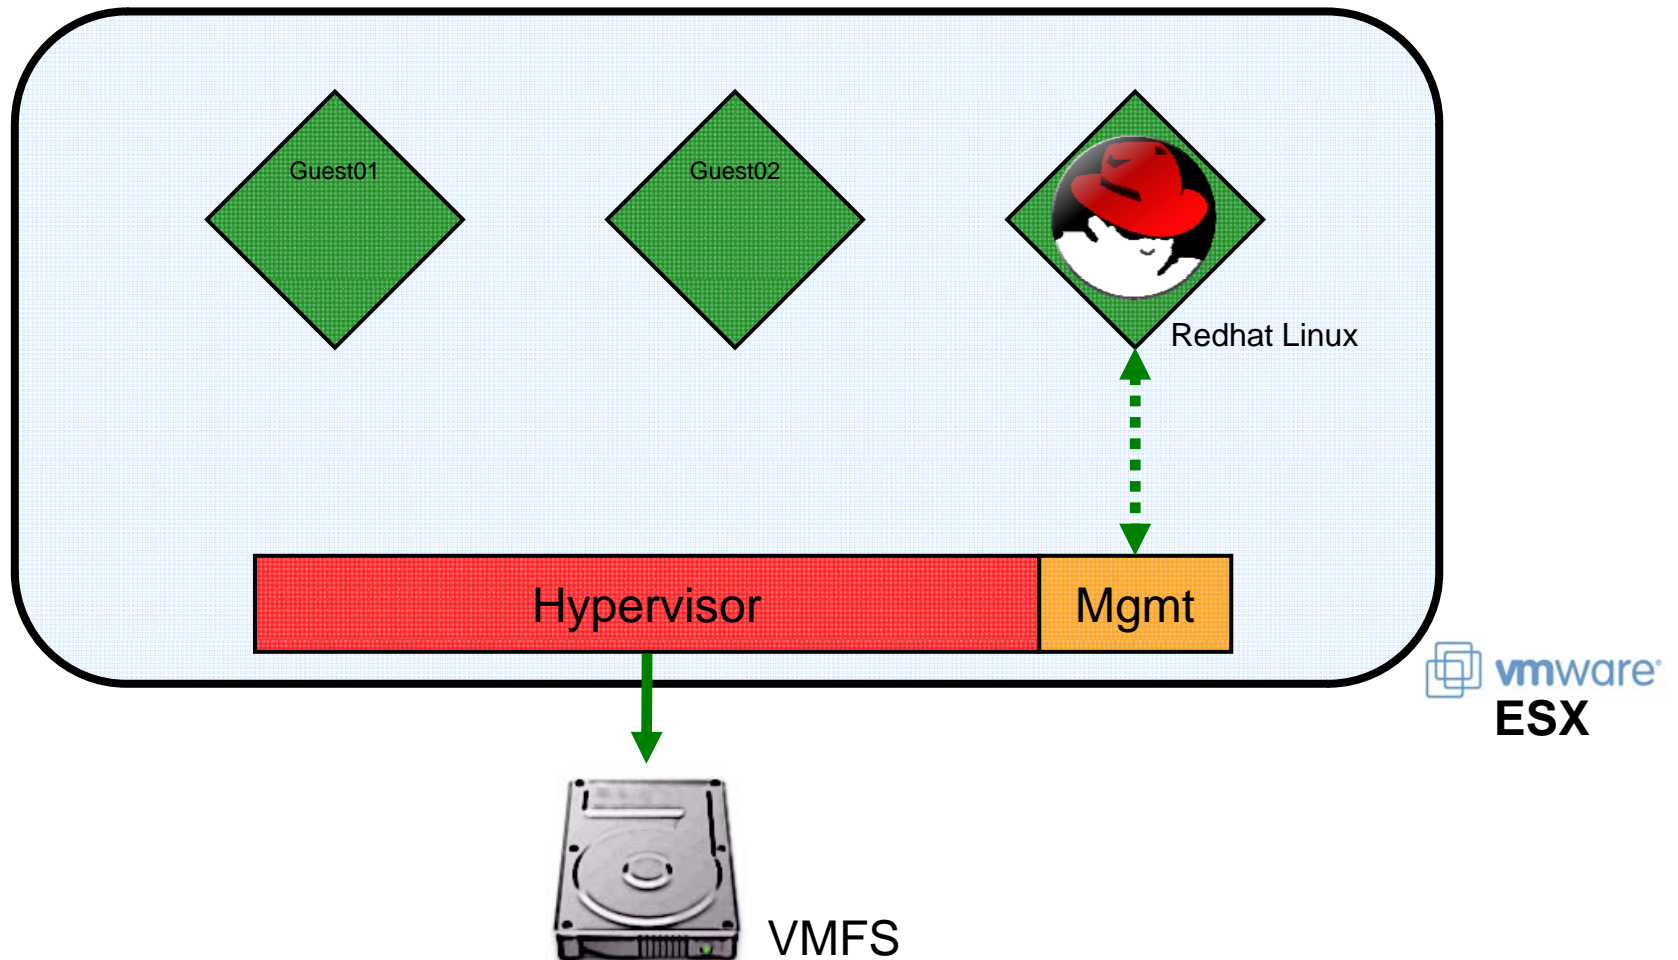 Guest01
Guest02
Redhat Linux
Hypervisor
Mgmt
vmware®
ESX
VMFS